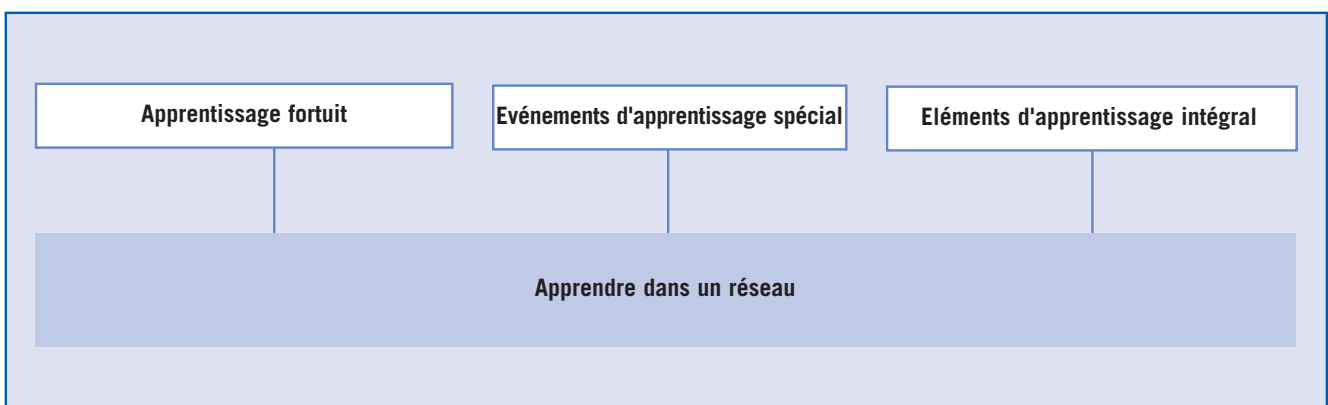 Apprentissage fortuit
Evénements d'apprentissage spécial
Eléments d'apprentissage intégral
Apprendre dans un réseau